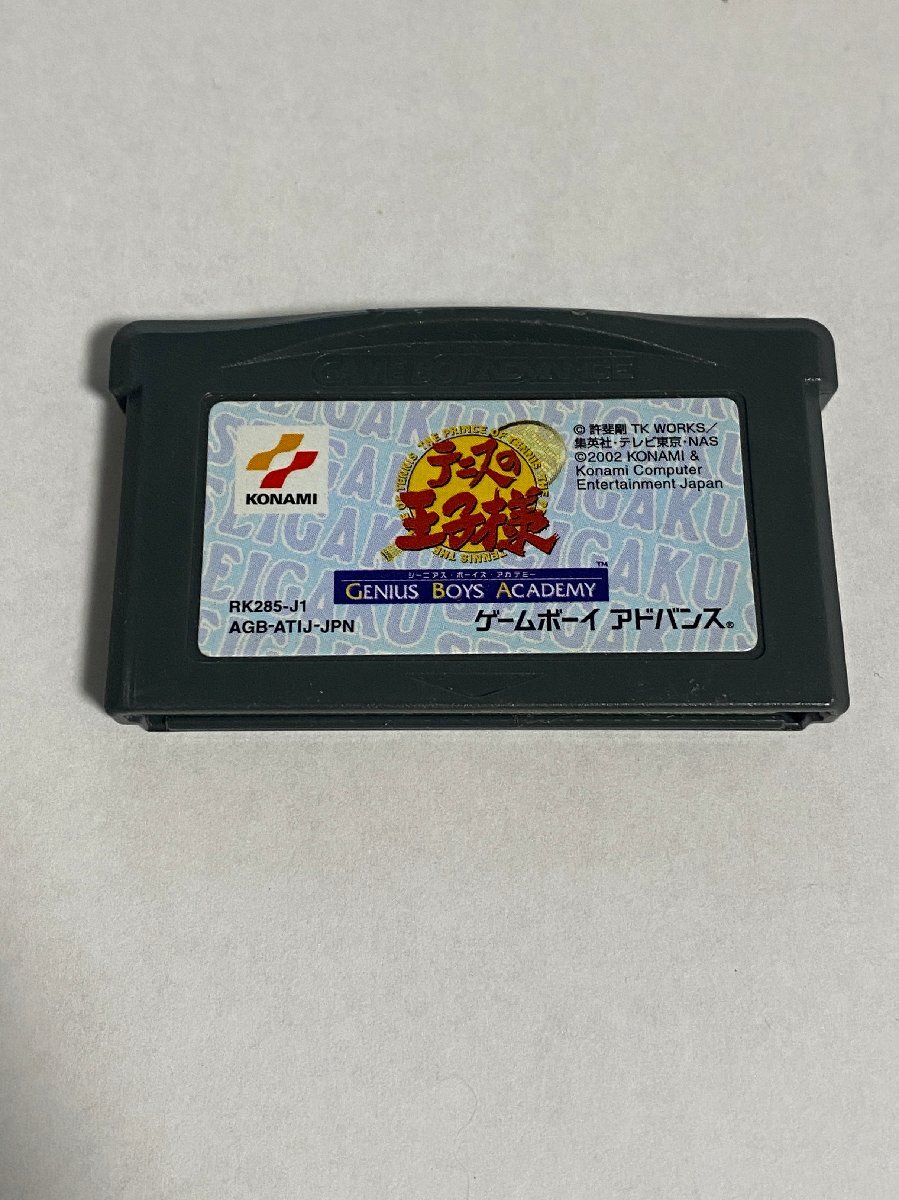 GAME BOY ADVANCE
KONAMI
THE PRINCE OF TENNIS
テニスの
王子様
ジーニアス・ボーイズ・アカデミー
GENIUS BOYS ACADEMY
™
© 許斐剛 TK WORKS/
集英社・テレビ東京・NAS
©2002 KONAMI &
Konami Computer
Entertainment Japan
RK285-J1
AGB-ATIJ-JPN
ゲームボーイ アドバンス®
SEIGAKU